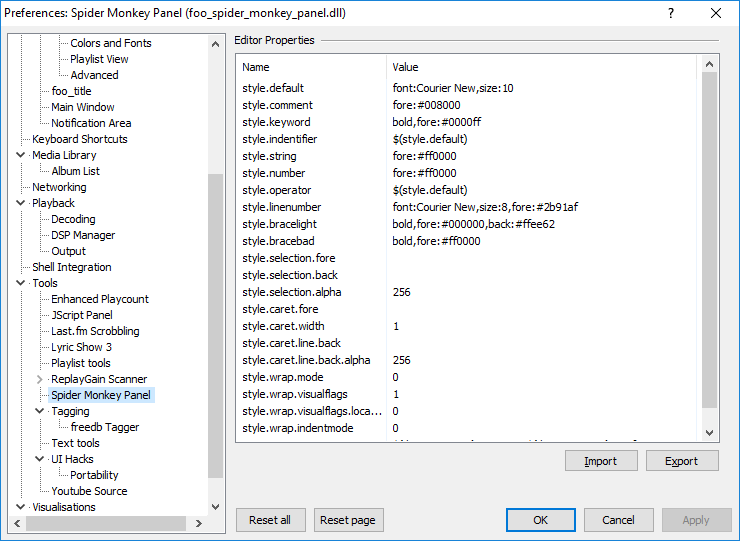 Preferences: Spider Monkey Panel (foo_spider_monkey_panel.dll)
Colors and Fonts
Playlist View
Advanced
foo_title
Main Window
Notification Area
Keyboard Shortcuts
Media Library
Album List
Networking
Playback
Decoding
DSP Manager
Output
Shell Integration
Tools
Enhanced Playcount
JScript Panel
Last.fm Scrobbling
Lyric Show 3
Playlist tools
ReplayGain Scanner
Spider Monkey Panel
Tagging
freedb Tagger
Text tools
UI Hacks
Portability
Youtube Source
Visualisations
Editor Properties
Name Value
style.default font:Courier New,size:10
style.comment fore:#008000
style.keyword bold,fore:#0000ff
style.indentifier $(style.default)
style.string fore:#ff0000
style.number fore:#ff0000
style.operator $(style.default)
style.linenumber font:Courier New,size:8,fore:#2b91af
style.bracelight bold,fore:#000000,back:#ffee62
style.bracebad bold,fore:#ff0000
style.selection.fore
style.selection.back
style.selection.alpha 256
style.caret.fore
style.caret.width 1
style.caret.line.back
style.caret.line.back.alpha 256
style.wrap.mode 0
style.wrap.visualflags 1
style.wrap.visualflags.loca... 0
style.wrap.indentmode 0
Import Export
Reset all Reset page OK Cancel Apply